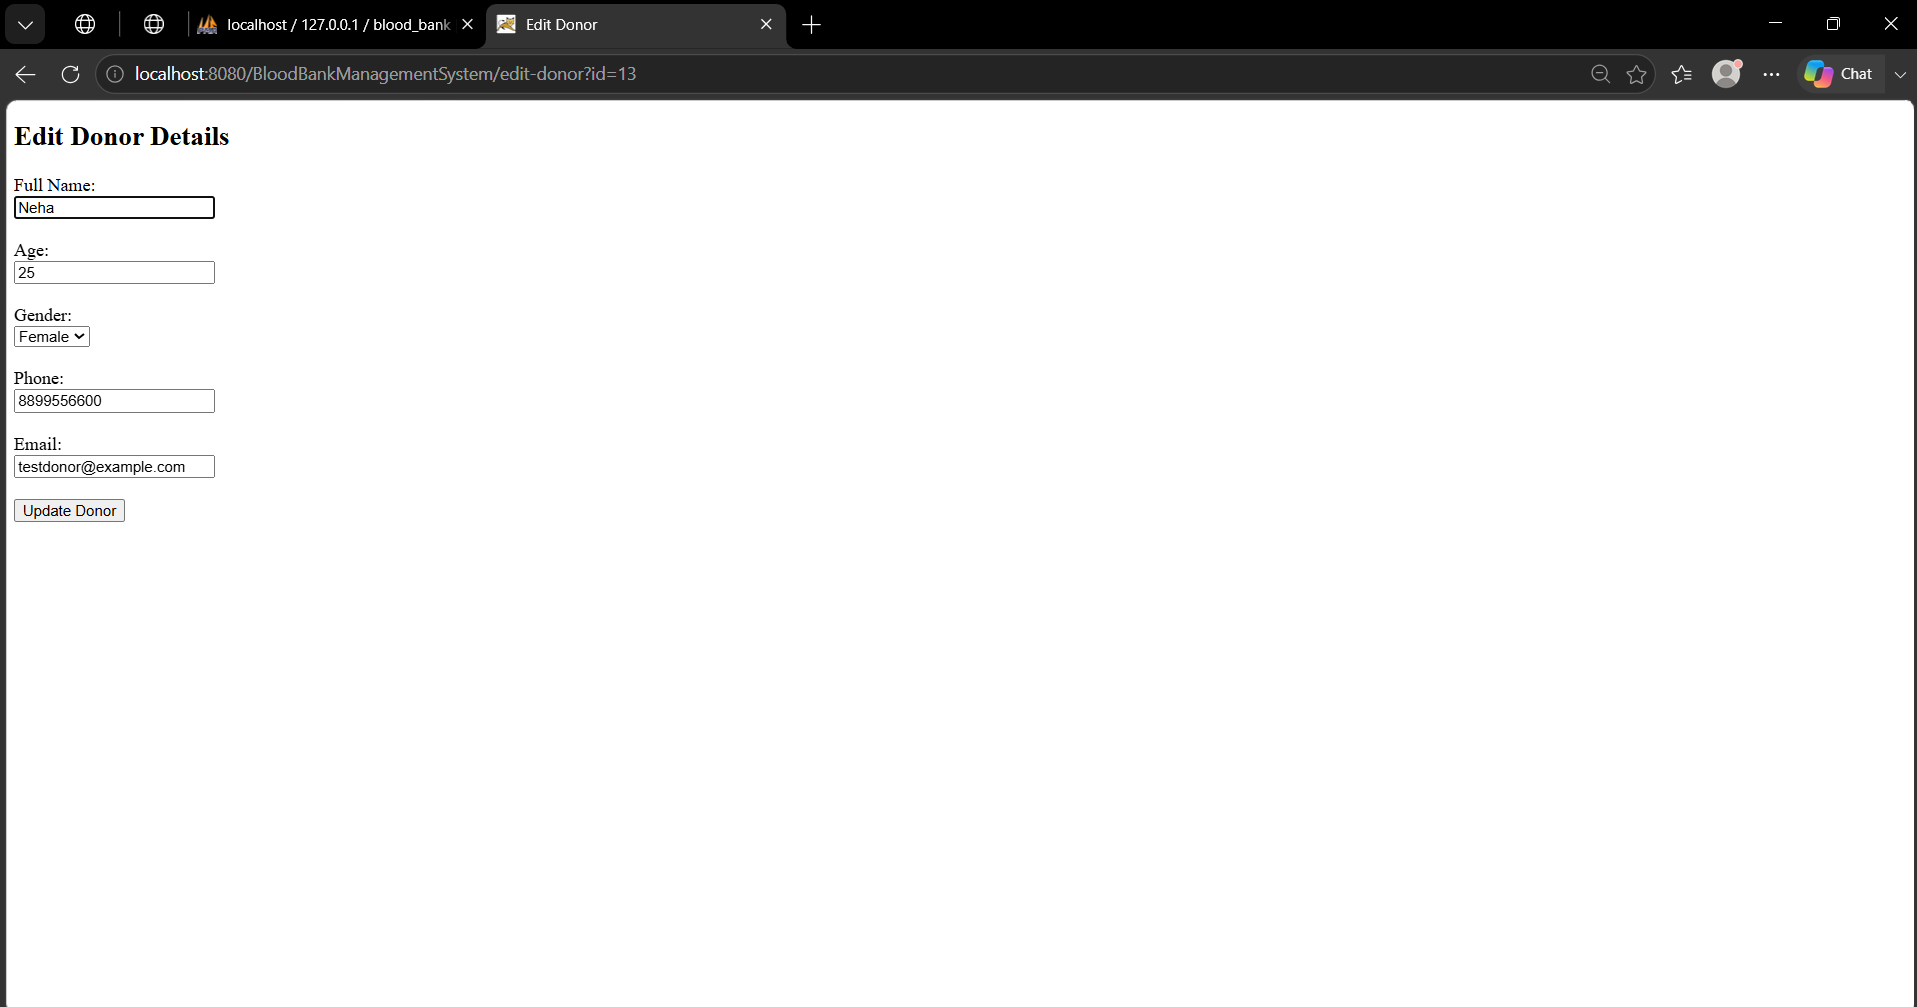 localhost / 127.0.0.1 / blood_bank
Edit Donor
localhost:8080/BloodBankManagementSystem/edit-donor?id=13
Chat
Edit Donor Details
Full Name:
Neha
Age:
25
Gender:
Female
Phone:
8899556600
Email:
testdonor@example.com
Update Donor